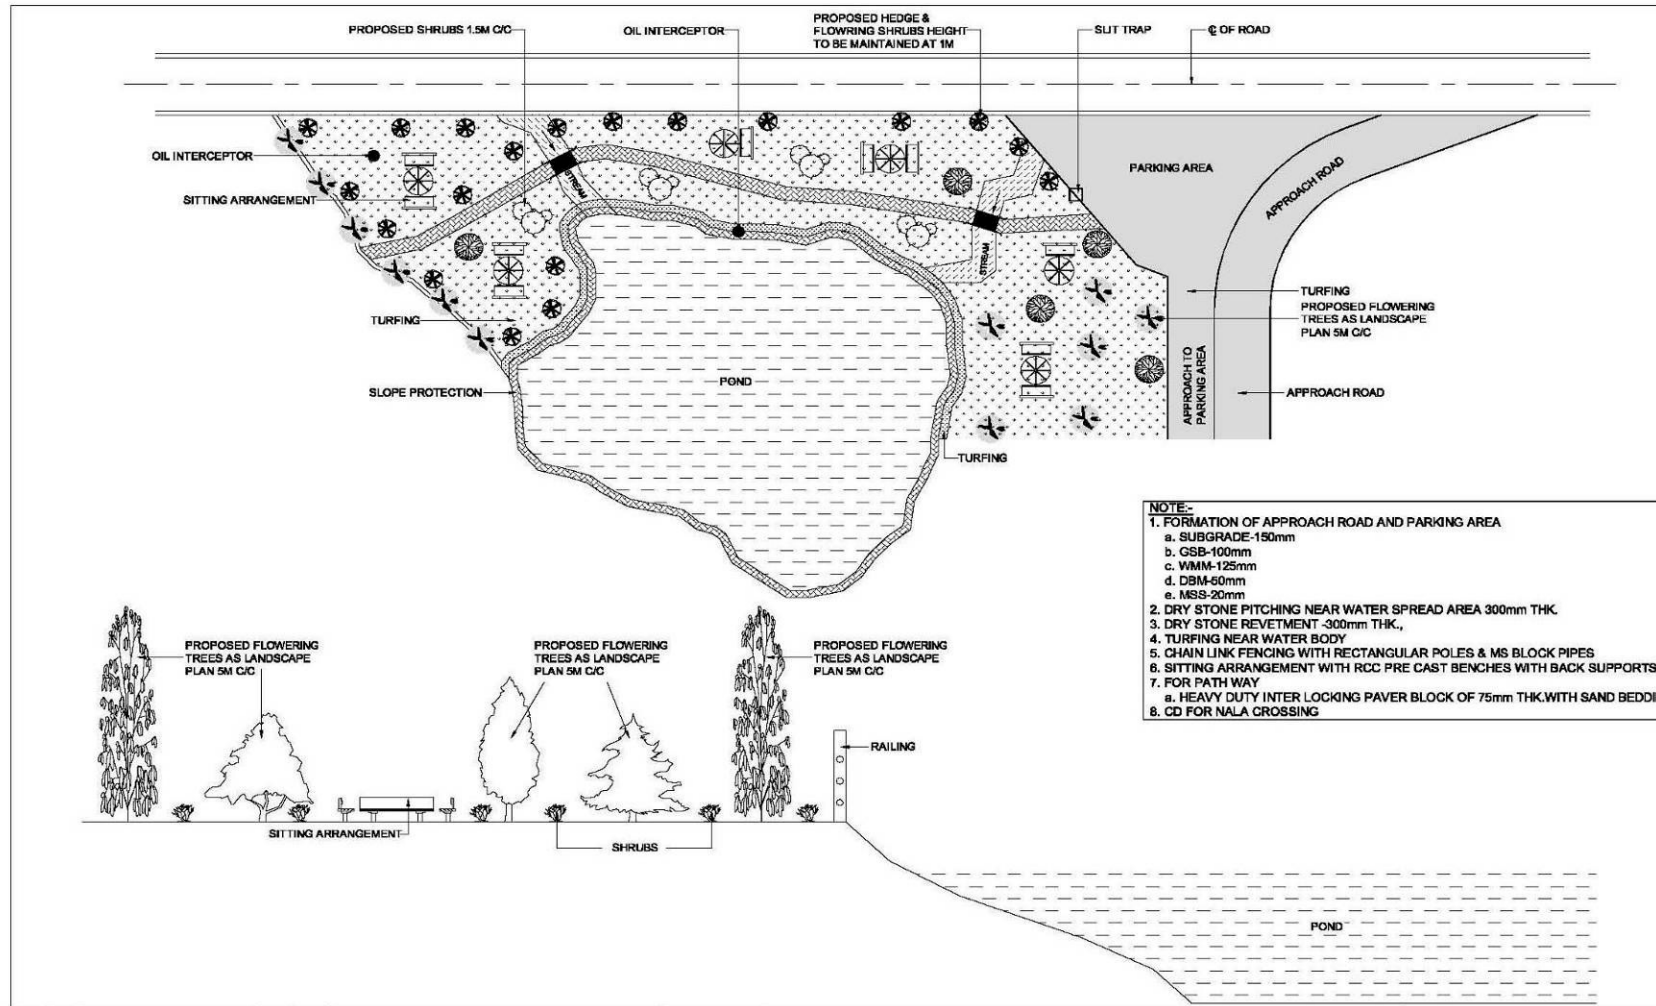 PROPOSED SHRUBS 1.5M C/C
OIL INTERCEPTOR
PROPOSED HEDGE &
FLOWRING SHRUBS HEIGHT
TO BE MAINTAINED AT 1M
SLIT TRAP
℄ OF ROAD
OIL INTERCEPTOR
SITTING ARRANGEMENT
STREAM
STREAM
PARKING AREA
APPROACH ROAD
TURFING
SLOPE PROTECTION
POND
TURFING
TURFING
PROPOSED FLOWERING
TREES AS LANDSCAPE
PLAN 5M C/C
APPROACH TO
PARKING AREA
APPROACH ROAD
NOTE:-
1. FORMATION OF APPROACH ROAD AND PARKING AREA
a. SUBGRADE-150mm
b. GSB-100mm
c. WMM-125mm
d. DBM-50mm
e. MSS-20mm
2. DRY STONE PITCHING NEAR WATER SPREAD AREA 300mm THK.
3. DRY STONE REVETMENT -300mm THK.,
4. TURFING NEAR WATER BODY
5. CHAIN LINK FENCING WITH RECTANGULAR POLES & MS BLOCK PIPES
6. SITTING ARRANGEMENT WITH RCC PRE CAST BENCHES WITH BACK SUPPORTS
7. FOR PATH WAY
a. HEAVY DUTY INTER LOCKING PAVER BLOCK OF 75mm THK.WITH SAND BEDDI
8. CD FOR NALA CROSSING
PROPOSED FLOWERING
TREES AS LANDSCAPE
PLAN 5M C/C
PROPOSED FLOWERING
TREES AS LANDSCAPE
PLAN 5M C/C
PROPOSED FLOWERING
TREES AS LANDSCAPE
PLAN 5M C/C
RAILING
SITTING ARRANGEMENT
SHRUBS
POND